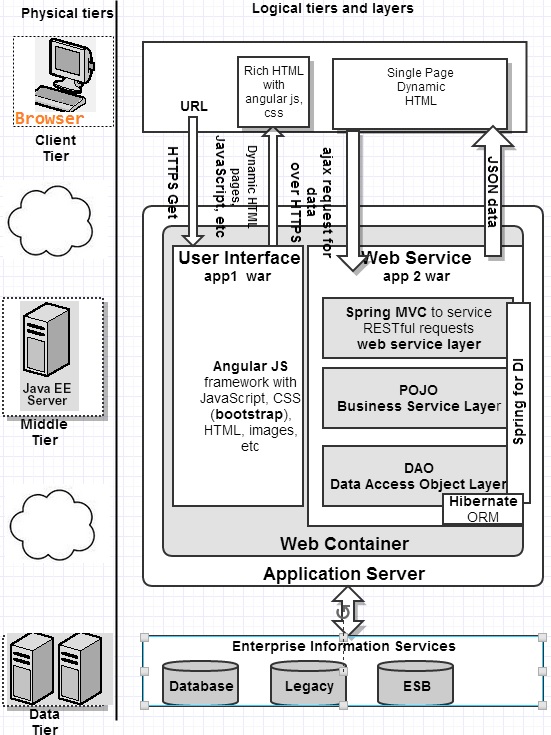 Physical tiers
Logical tiers and layers
Browser
Client
Tier
URL
Rich HTML
with
angular js,
css
Single Page
Dynamic
HTML
HTTPS Get
Dynamic HTML
pages,
JavaScript, etc
ajax request for
data
over HTTPS
JSON data
User Interface
app1 war
Web Service
app 2 war
Angular JS
framework with
JavaScript, CSS
(bootstrap),
HTML, images,
etc
Spring MVC to service
RESTful requests
web service layer
POJO
Business Service Layer
DAO
Data Access Object Layer
Spring for DI
Hibernate
ORM
Java EE
Server
Middle
Tier
Web Container
Application Server
Enterprise Information Services
Database
Legacy
ESB
Data
Tier